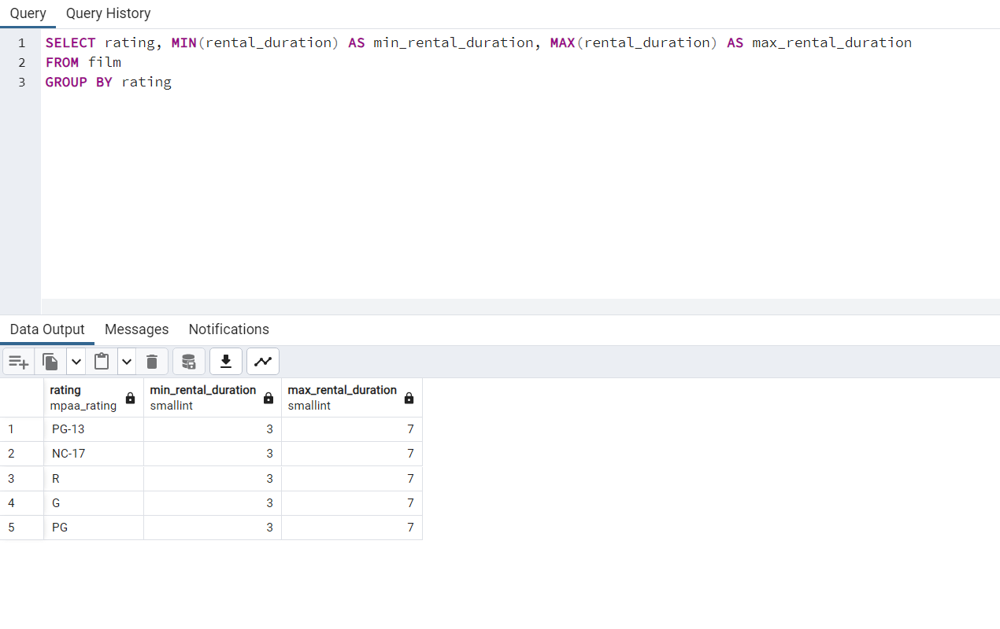 Query Query History
1 SELECT rating, MIN(rental_duration) AS min_rental_duration, MAX(rental_duration) AS max_rental_duration
2 FROM film
3 GROUP BY rating
Data Output Messages Notifications
rating min_rental_duration max_rental_duration
mpaa_rating smallint smallint
1 PG-13 3 7
2 NC-17 3 7
3 R 3 7
4 G 3 7
5 PG 3 7